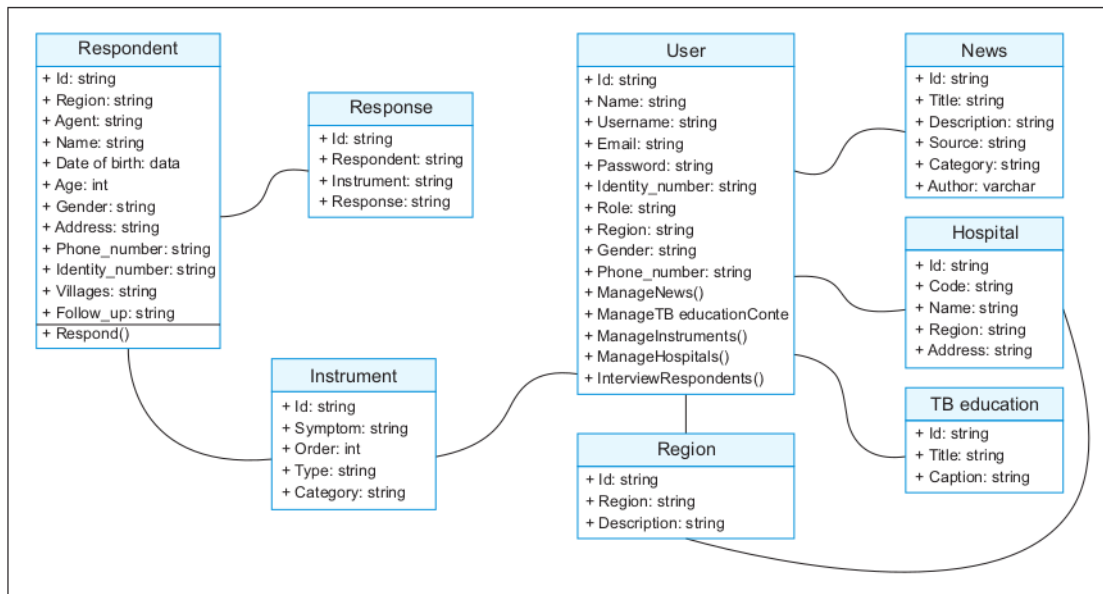 Respondent
+ Id: string
+ Region: string
+ Agent: string
+ Name: string
+ Date of birth: data
+ Age: int
+ Gender: string
+ Address: string
+ Phone_number: string
+ Identity_number: string
+ Villages: string
+ Follow_up: string
+ Respond()
Response
+ Id: string
+ Respondent: string
+ Instrument: string
+ Response: string
Instrument
+ Id: string
+ Symptom: string
+ Order: int
+ Type: string
+ Category: string
User
+ Id: string
+ Name: string
+ Username: string
+ Email: string
+ Password: string
+ Identity_number: string
+ Role: string
+ Region: string
+ Gender: string
+ Phone_number: string
+ ManageNews()
+ ManageTB educationConte
+ ManageInstruments()
+ ManageHospitals()
+ InterviewRespondents()
Region
+ Id: string
+ Region: string
+ Description: string
News
+ Id: string
+ Title: string
+ Description: string
+ Source: string
+ Category: string
+ Author: varchar
Hospital
+ Id: string
+ Code: string
+ Name: string
+ Region: string
+ Address: string
TB education
+ Id: string
+ Title: string
+ Caption: string